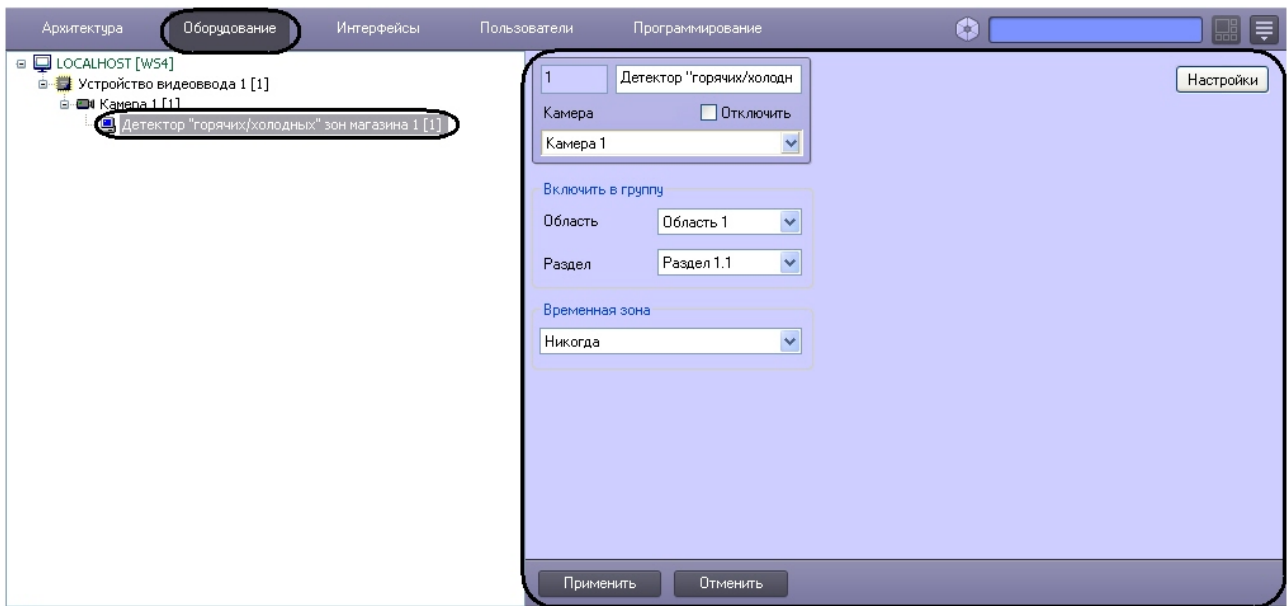 Архитектура Оборудование Интерфейсы Пользователи Программирование
LOCALHOST [WS4]
Устройство видеоввода 1 [1]
Камера 1 [1]
Детектор "горячих/холодных" зон магазина 1 [1]
1 Детектор "горячих/холодн
Настройки
Камера Отключить
Камера 1
Включить в группу
Область Область 1
Раздел Раздел 1.1
Временная зона
Никогда
Применить Отменить